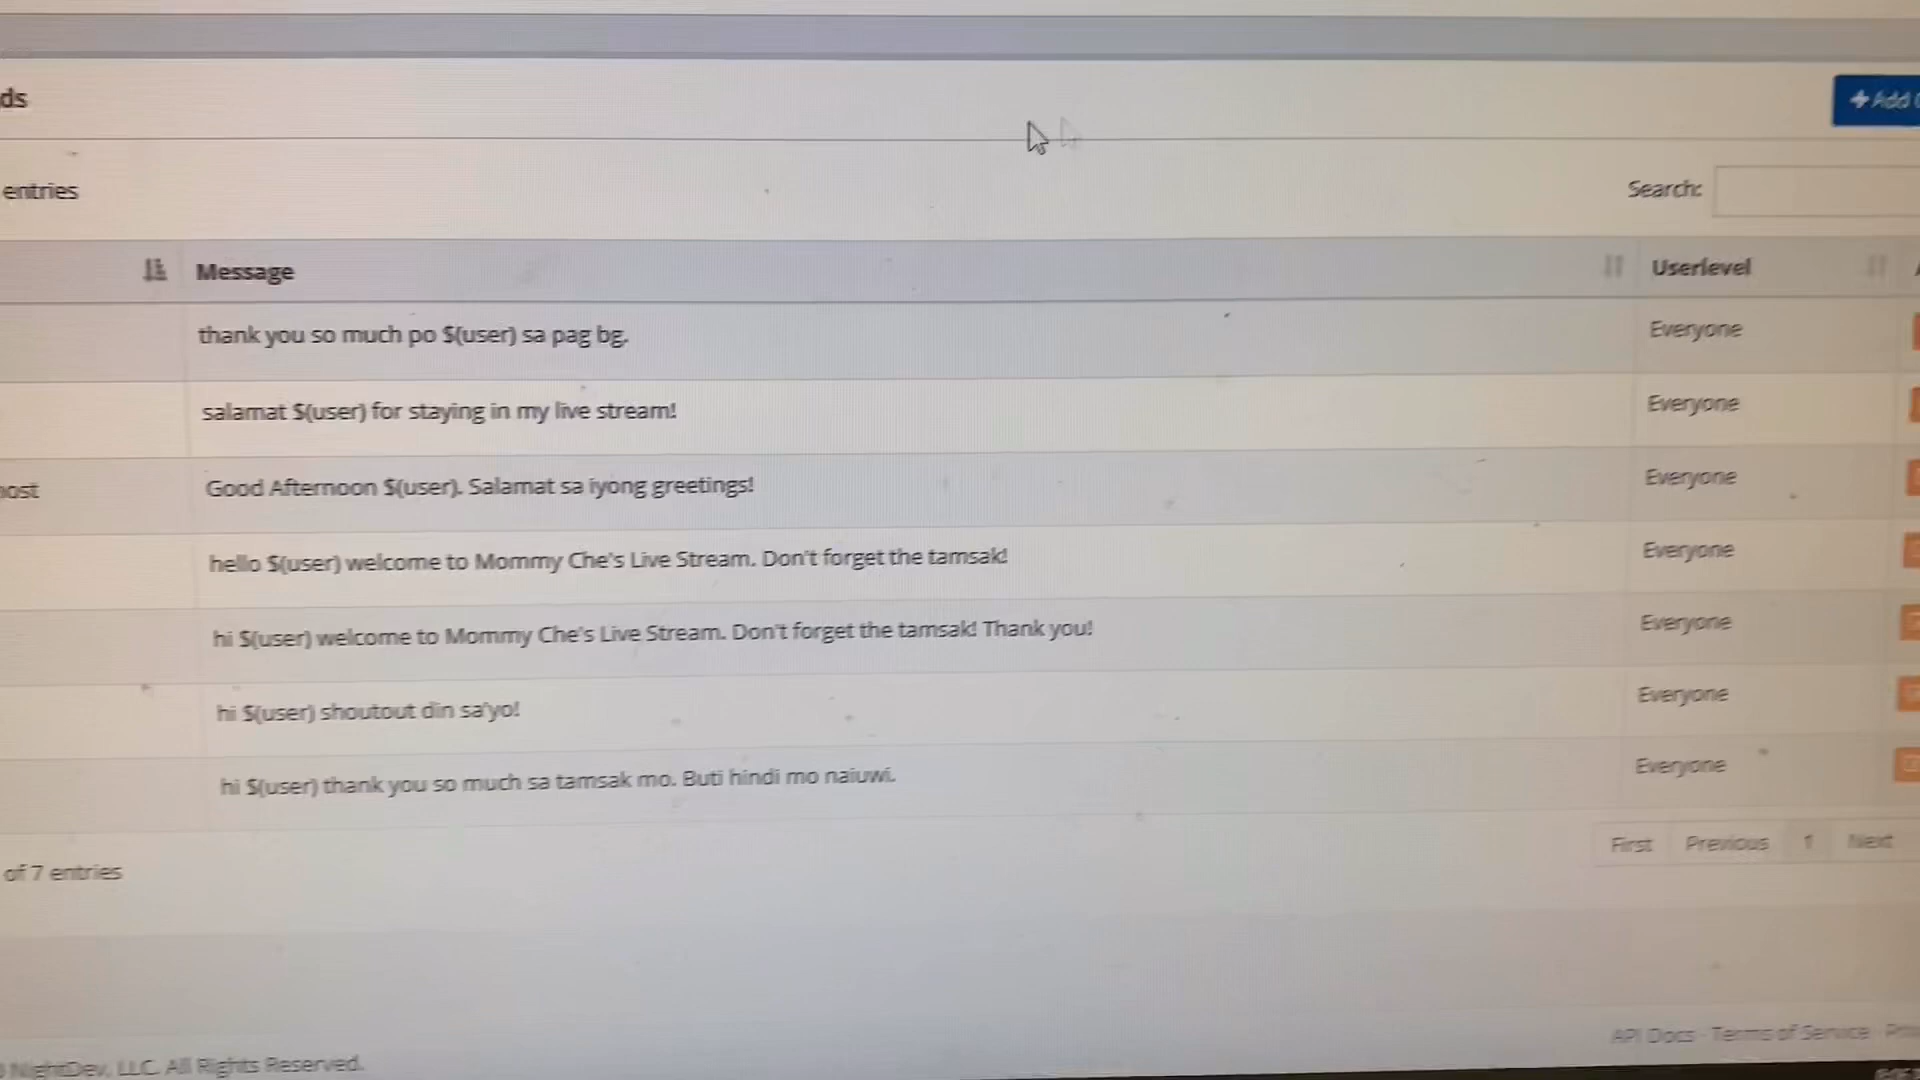 ds
Add
entries
Search:
Message
Userlevel
thank you so much po $(user) sa pag bg.
Everyone
salamat $(user) for staying in my live stream!
Everyone
ost
Good Afternoon $(user). Salamat sa iyong greetings!
Everyone
hello $(user) welcome to Mommy Che's Live Stream. Don't forget the tamsak!
Everyone
hi $(user) welcome to Mommy Che's Live Stream. Don't forget the tamsak! Thank you!
Everyone
hi $(user) shoutout din sa'yo!
Everyone
hi $(user) thank you so much sa tamsak mo. Buti hindi mo naiuwi.
Everyone
First Previous 1 Next
of 7 entries
API Docs · Terms of Service
NightDev, LLC. All Rights Reserved.